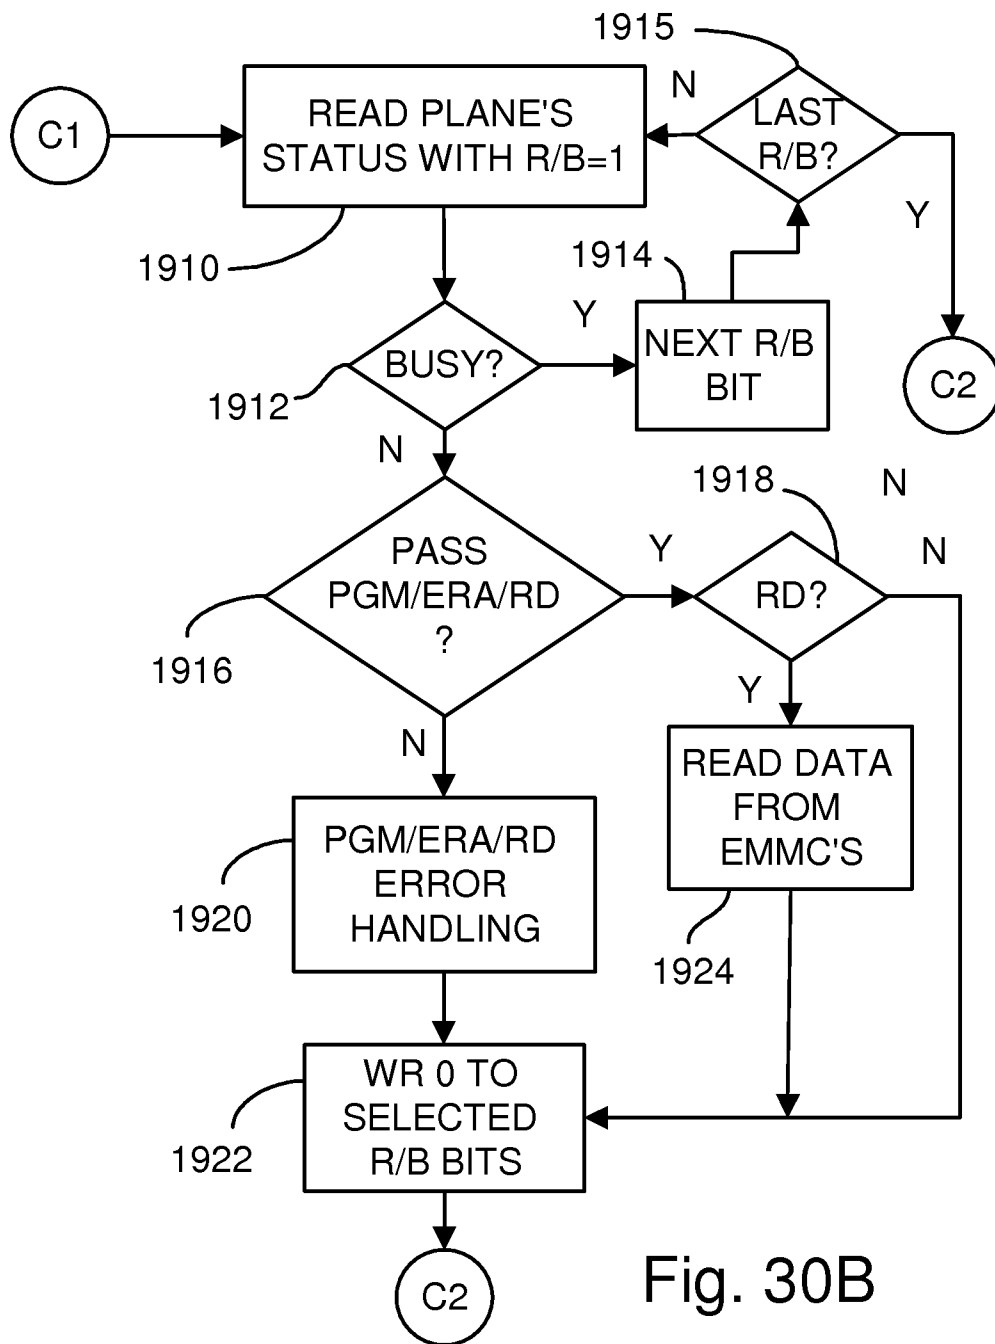 1915
C1
READ PLANE'S
STATUS WITH R/B=1
N
LAST
R/B?
Y
1910
1914
Y
NEXT R/B
BIT
C2
BUSY?
1912
N
1918
N
PASS
PGM/ERA/RD
?
Y
RD?
N
1916
Y
N
READ DATA
FROM
EMMC'S
PGM/ERA/RD
ERROR
HANDLING
1920
1924
WR 0 TO
SELECTED
R/B BITS
1922
C2
Fig. 30B